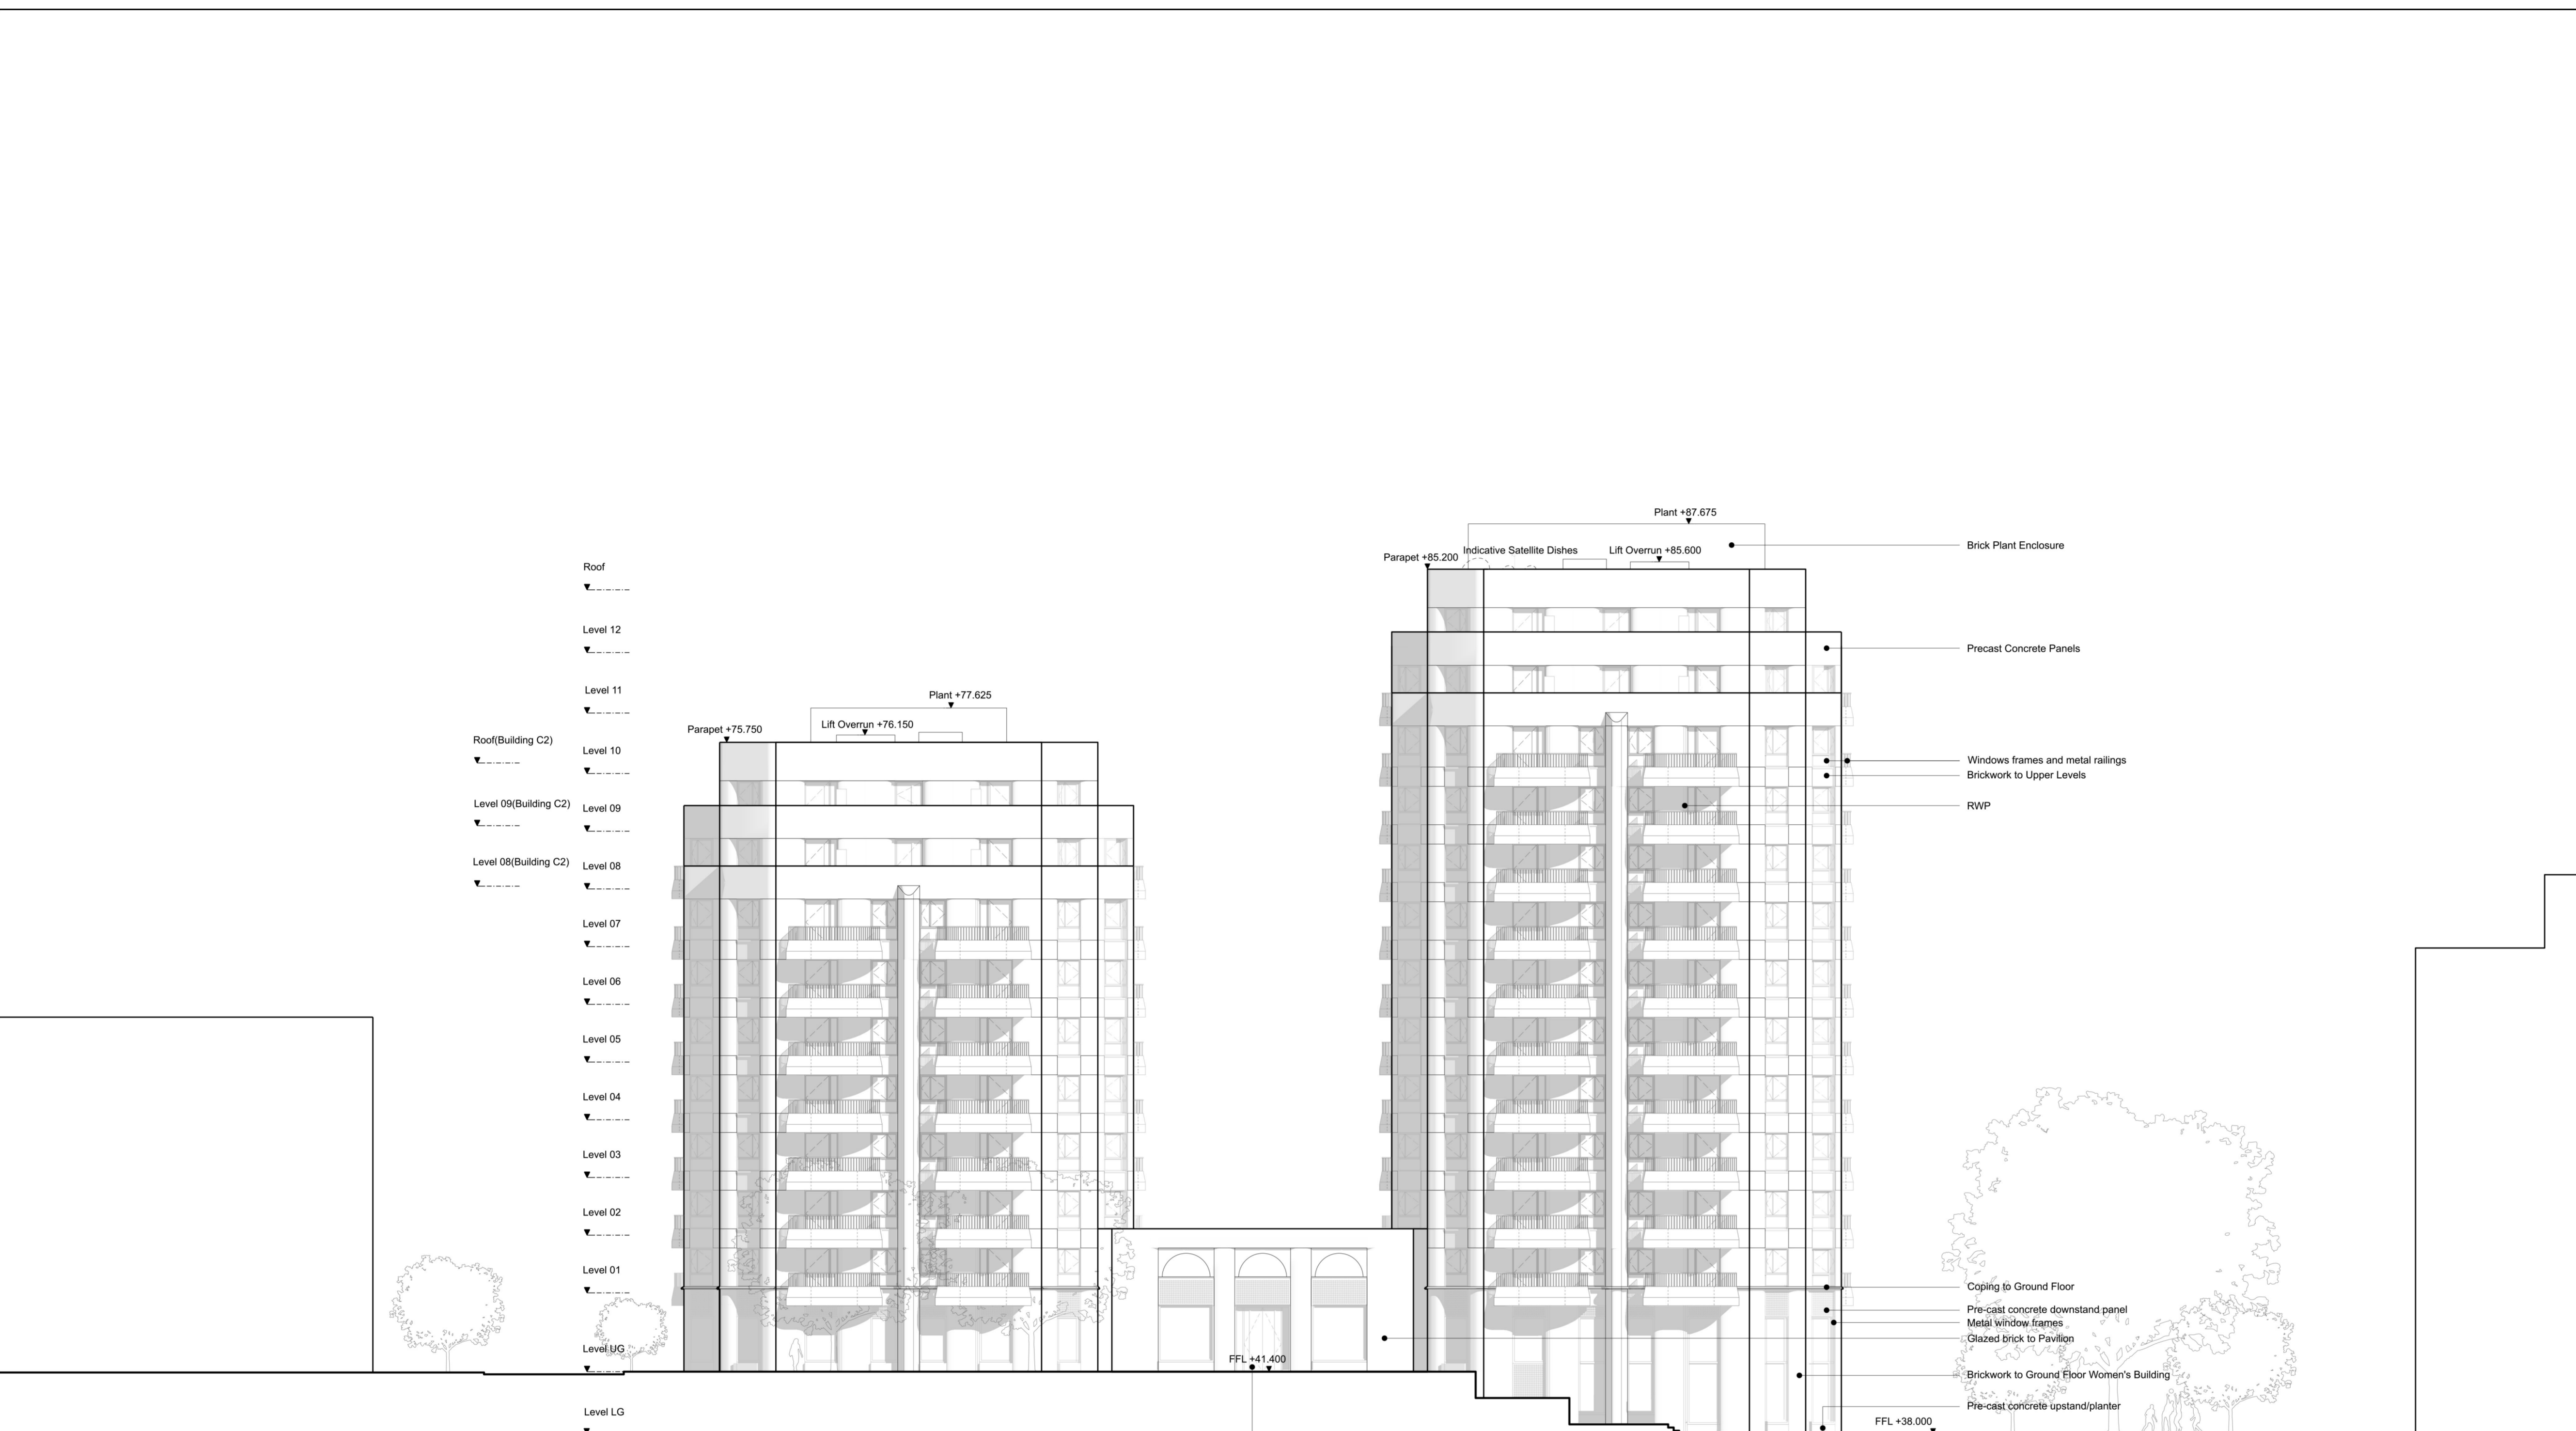 Plant +87.675
Brick Plant Enclosure
Indicative Satellite Dishes
Lift Overrun +85.600
Parapet +85.200
Roof
Level 12
Precast Concrete Panels
Level 11
Plant +77.625
Lift Overrun +76.150
Parapet +75.750
Roof(Building C2)
Level 10
Windows frames and metal railings
Brickwork to Upper Levels
Level 09(Building C2)
Level 09
RWP
Level 08(Building C2)
Level 08
Level 07
Level 06
Level 05
Level 04
Level 03
Level 02
Level 01
Coping to Ground Floor
Pre-cast concrete downstand panel
Metal window frames
Glazed brick to Pavilion
Level UG
FFL +41.400
Brickwork to Ground Floor Women's Building
Pre-cast concrete upstand/planter
Level LG
FFL +38.000